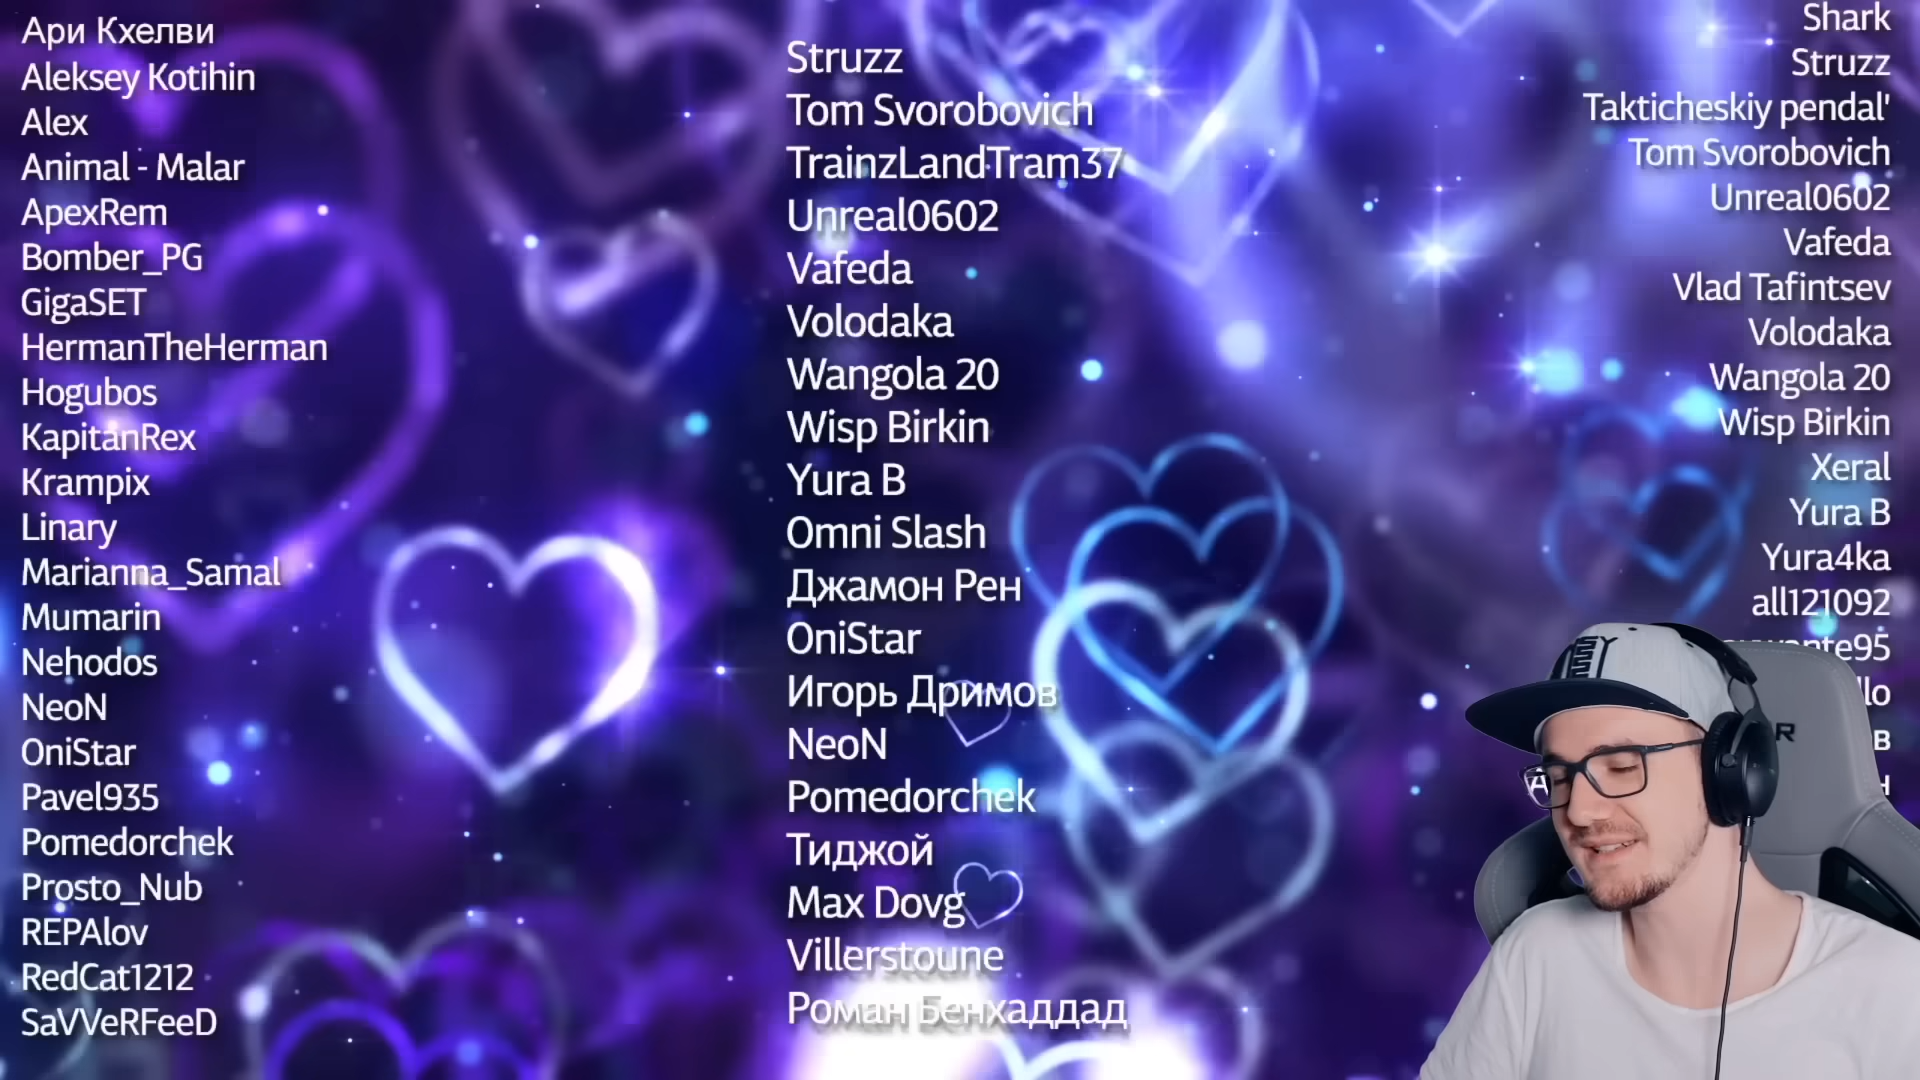 Ари Кхелви
Aleksey Kotihin
Alex
Animal - Malar
ApexRem
Bomber_PG
GigaSET
HermanTheHerman
Hogubos
KapitanRex
Krampix
Linary
Marianna_Samal
Mumarin
Nehodos
NeoN
OniStar
Pavel935
Pomedorchek
Prosto_Nub
REPAlov
RedCat1212
SaVVeRFeeD
Struzz
Tom Svorobovich
TrainzLandTram37
Unreal0602
Vafeda
Volodaka
Wangola 20
Wisp Birkin
Yura B
Omni Slash
Джамон Рен
OniStar
Игорь Дримов
NeoN
Pomedorchek
Тиджой
Max Dovg
Villerstoune
Роман Бенхаддад
Shark
Struzz
Takticheskiy pendal'
Tom Svorobovich
Unreal0602
Vafeda
Vlad Tafintsev
Volodaka
Wangola 20
Wisp Birkin
Xeral
Yura B
Yura4ka
all121092